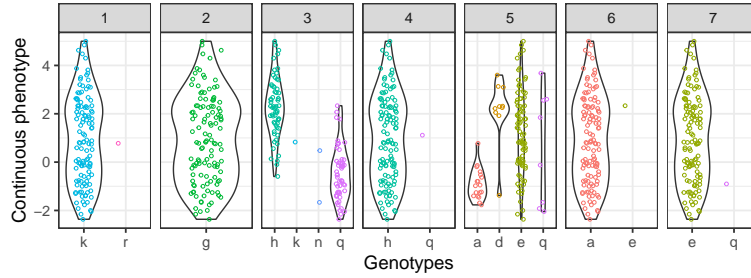 1 2 3 4 5 6 7
Continuous phenotype
4
2
0
−2
k r g h k n q h q a d e q a e e q
Genotypes